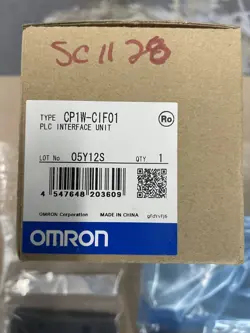 SC1128
Ro
TYPE CP1W-CIF01
PLC INTERFACE UNIT
LOT No. 05Y12S QTY 1
4 547648 203609
OMRON Corporation MADE IN CHINA
OMRON